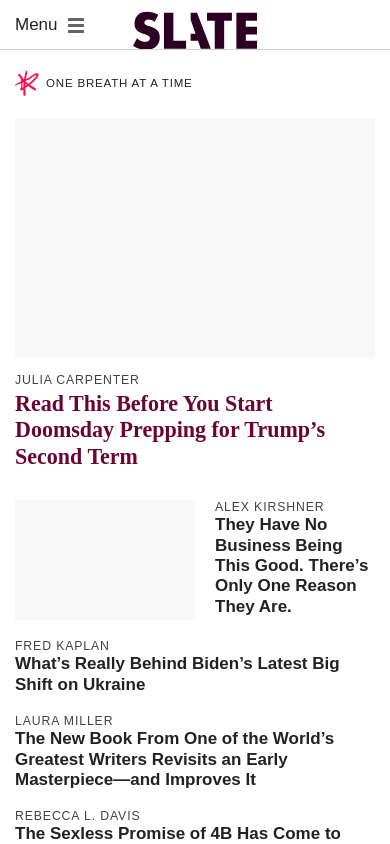 Menu
SLATE
ONE BREATH AT A TIME
JULIA CARPENTER
Read This Before You Start
Doomsday Prepping for Trump’s
Second Term
ALEX KIRSHNER
They Have No
Business Being
This Good. There’s
Only One Reason
They Are.
FRED KAPLAN
What’s Really Behind Biden’s Latest Big
Shift on Ukraine
LAURA MILLER
The New Book From One of the World’s
Greatest Writers Revisits an Early
Masterpiece—and Improves It
REBECCA L. DAVIS
The Sexless Promise of 4B Has Come to